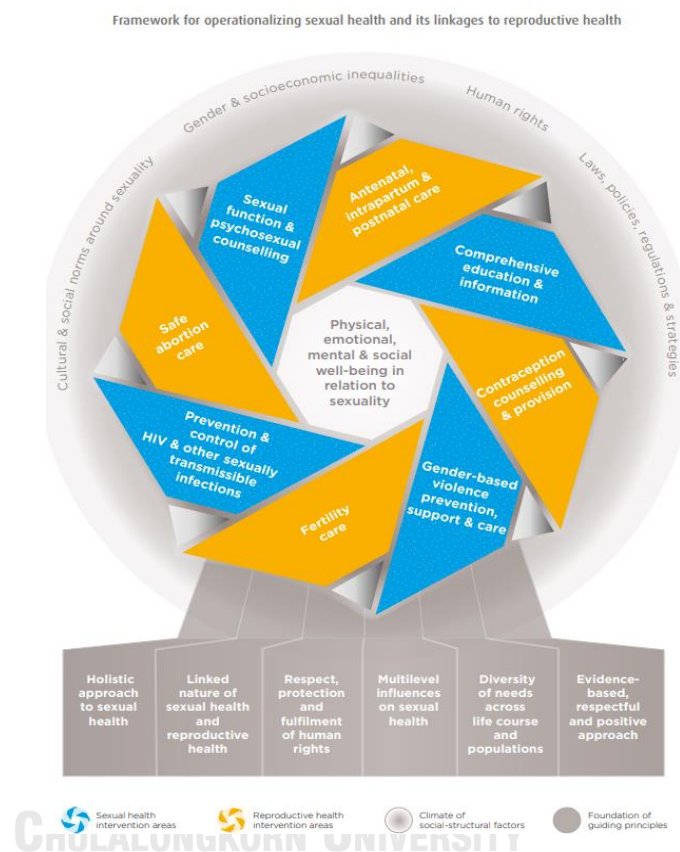 Framework for operationalizing sexual health and its linkages to reproductive health
Gender & socioeconomic inequalities
Human rights
Laws, policies, regulations & strategies
Cultural & social norms around sexuality
Sexual
function &
psychosexual
counselling
Antenatal,
intrapartum &
postnatal care
Comprehensive
education &
information
Safe
abortion
care
Physical,
emotional,
mental & social
well-being in
relation to
sexuality
Contraception
counselling
& provision
Prevention &
control of
HIV & other sexually
transmissible
infections
Fertility
care
Gender-based
violence
prevention,
support & care
Holistic
approach
to sexual
health
Linked
nature of
sexual health
and
reproductive
health
Respect,
protection
and
fulfilment
of human
rights
Multilevel
influences
on sexual
health
Diversity
of needs
across
life course
and
populations
Evidence-
based,
respectful
and positive
approach
Sexual health
intervention areas
Reproductive health
intervention areas
Climate of
social-structural factors
Foundation of
guiding principles
CHULALONGKORN UNIVERSITY